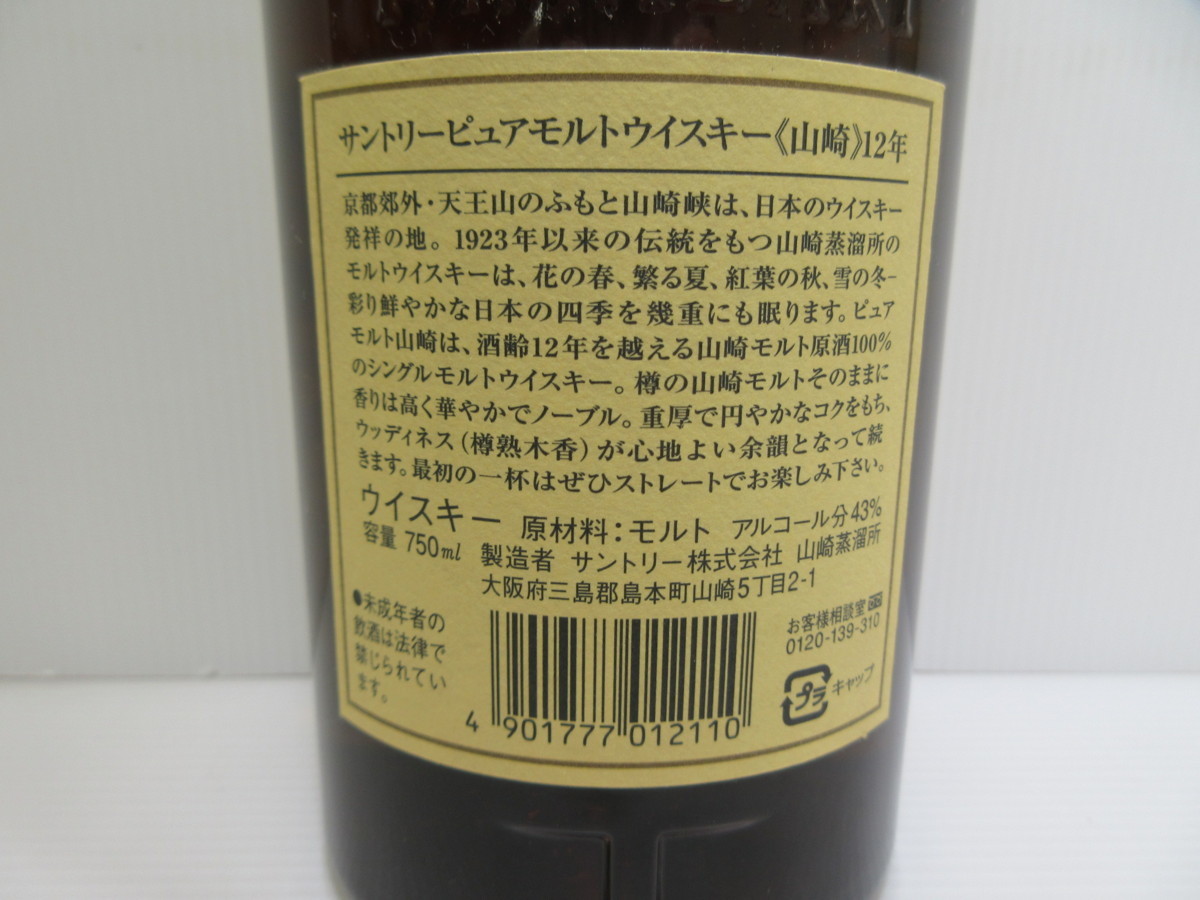 サントリーピュアモルトウイスキー《山崎》12年
京都郊外・天王山のふもと山崎峡は、日本のウイスキー
発祥の地。1923年以来の伝統をもつ山崎蒸溜所の
モルトウイスキーは、花の春、繁る夏、紅葉の秋、雪の冬−
彩り鮮やかな日本の四季を幾重にも眠ります。ピュア
モルト山崎は、酒齢12年を越える山崎モルト原酒100%
のシングルモルトウイスキー。樽の山崎モルトそのままに
香りは高く華やかでノーブル。重厚で円やかなコクをもち、
ウッディネス(樽熟木香)が心地よい余韻となって続
きます。最初の一杯はぜひストレートでお楽しみ下さい。
ウイスキー 原材料:モルト アルコール分43%
容量 750ml 製造者 サントリー株式会社 山崎蒸溜所
大阪府三島郡島本町山崎5丁目2-1
●未成年者の
飲酒は法律で
禁じられてい
ます。
お客様相談室
0120-139-310
プラ キャップ
4 901777 012110